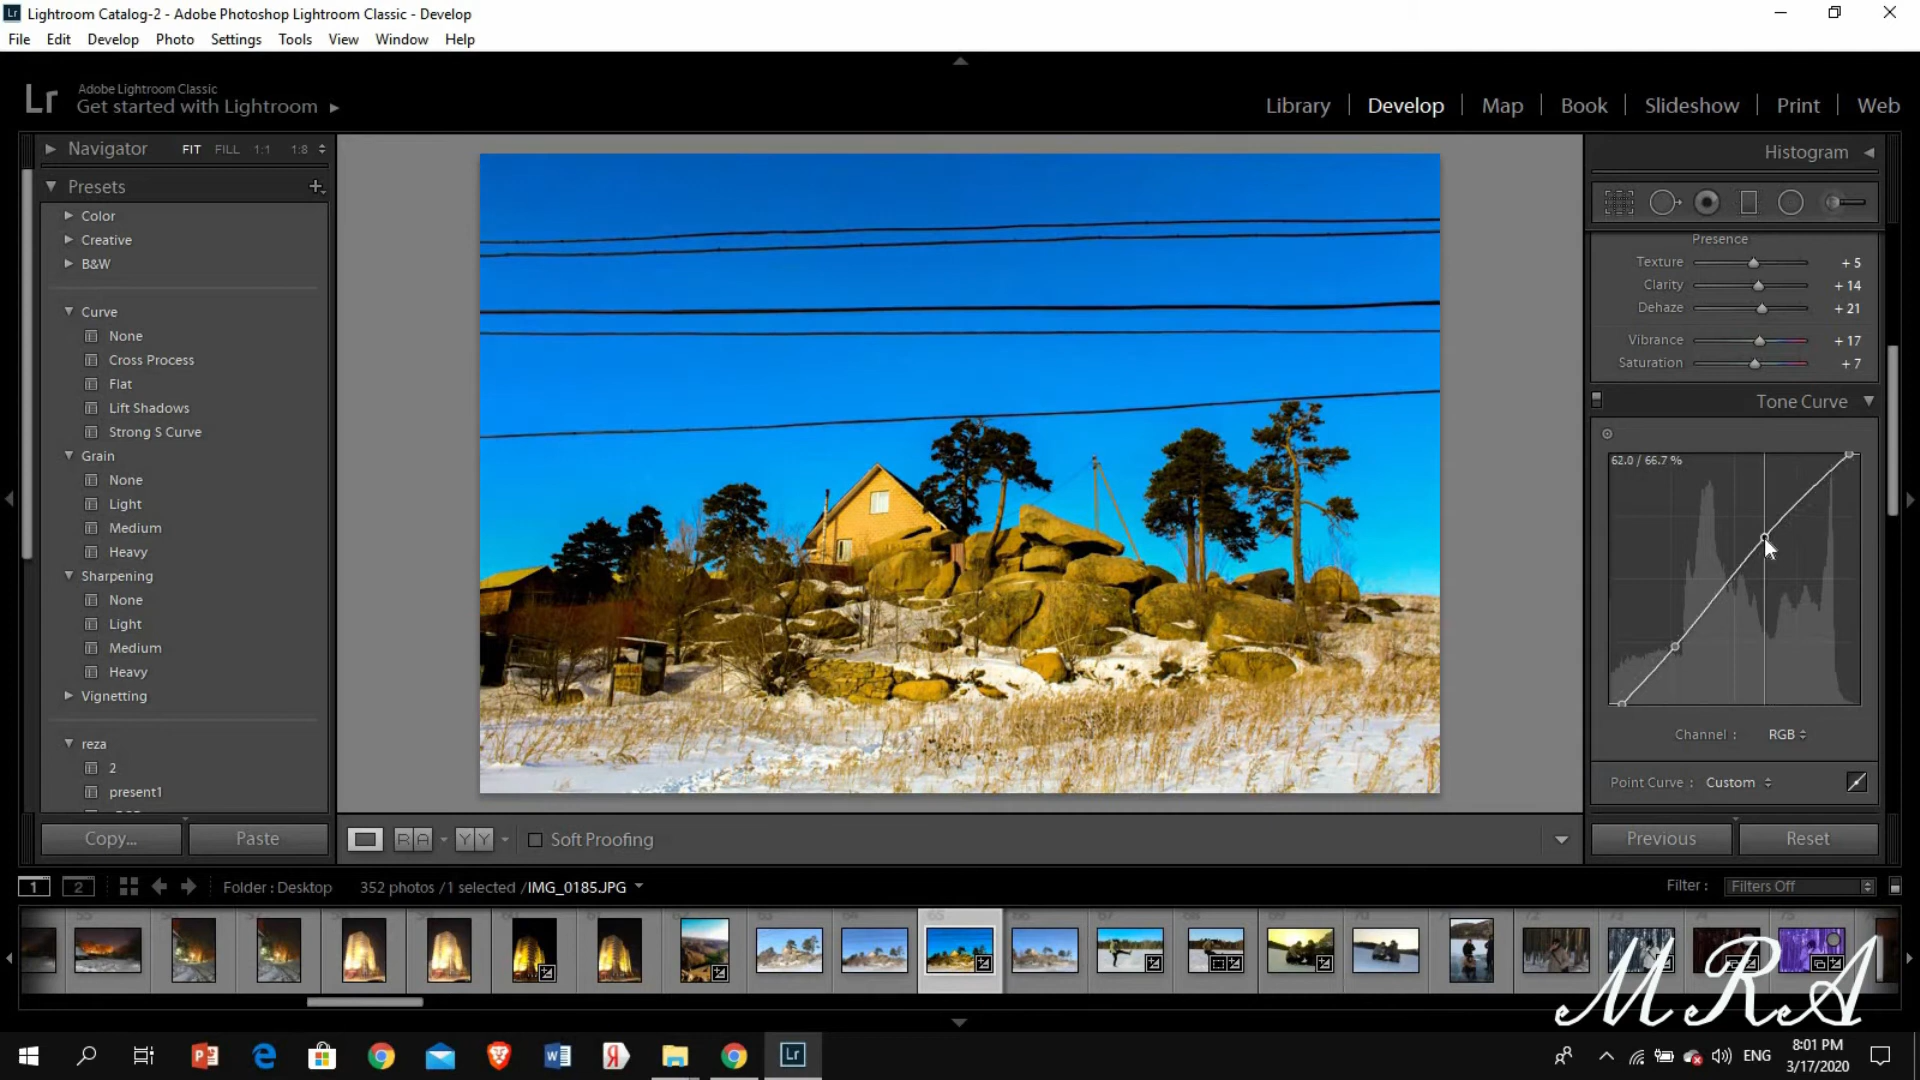 Lightroom Catalog-2 - Adobe Photoshop Lightroom Classic - Develop
File Edit Develop Photo Settings Tools View Window Help
Lr Adobe Lightroom Classic
Get started with Lightroom
Library Develop Map Book Slideshow Print Web
Navigator FIT FILL 1:1 1:8
Presets
Color
Creative
B&W
Curve
None
Cross Process
Flat
Lift Shadows
Strong S Curve
Grain
None
Light
Medium
Heavy
Sharpening
None
Light
Medium
Heavy
Vignetting
reza
2
present1
Copy... Paste
Histogram
Presence
Texture + 5
Clarity + 14
Dehaze + 21
Vibrance + 17
Saturation + 7
Tone Curve
62.0 / 66.7 %
Channel : RGB
Point Curve : Custom
Previous Reset
R A Y Y Soft Proofing
1 2 Folder : Desktop 352 photos /1 selected /IMG_0185.JPG
Filter : Filters Off
MRA
ENG
8:01 PM
3/17/2020